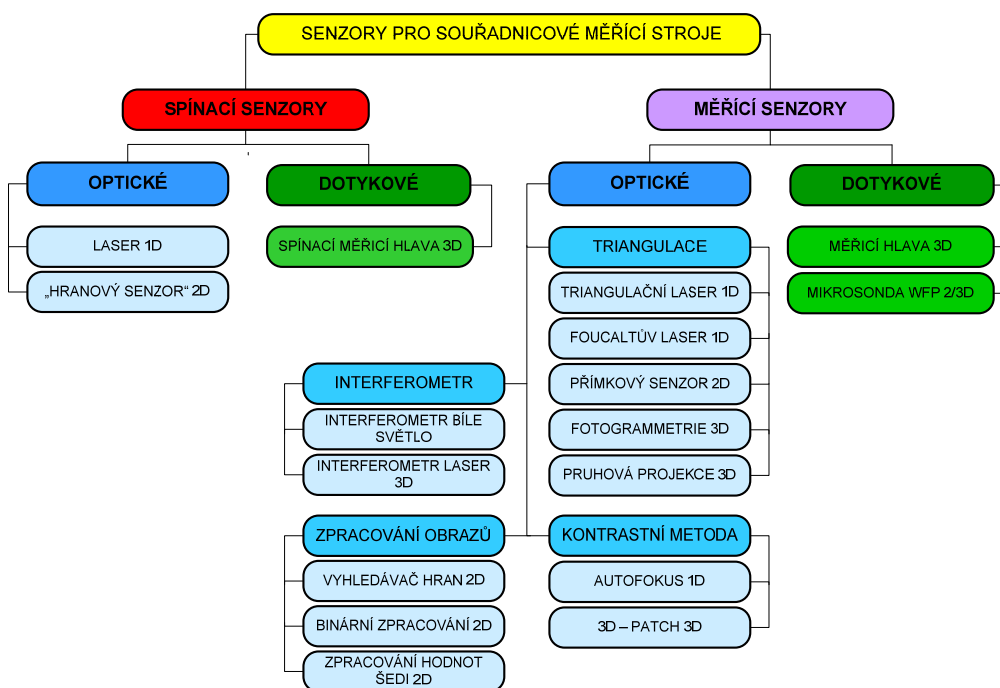 SENZORY PRO SOUŘADNICOVÉ MĚŘÍCÍ STROJE
SPÍNACÍ SENZORY
MĚŘÍCÍ SENZORY
OPTICKÉ
DOTYKOVÉ
OPTICKÉ
DOTYKOVÉ
LASER 1D
SPÍNACÍ MĚŘICÍ HLAVA 3D
TRIANGULACE
MĚŘICÍ HLAVA 3D
„HRANOVÝ SENZOR“ 2D
TRIANGULAČNÍ LASER 1D
MIKROSONDA WFP 2/3D
FOUCALTŮV LASER 1D
INTERFEROMETR
PŘÍMKOVÝ SENZOR 2D
INTERFEROMETR BÍLE
SVĚTLO
FOTOGRAMMETRIE 3D
INTERFEROMETR LASER
3D
PRUHOVÁ PROJEKCE 3D
ZPRACOVÁNÍ OBRAZŮ
KONTRASTNÍ METODA
VYHLEDÁVAČ HRAN 2D
AUTOFOKUS 1D
BINÁRNÍ ZPRACOVÁNÍ 2D
3D – PATCH 3D
ZPRACOVÁNÍ HODNOT
ŠEDI 2D